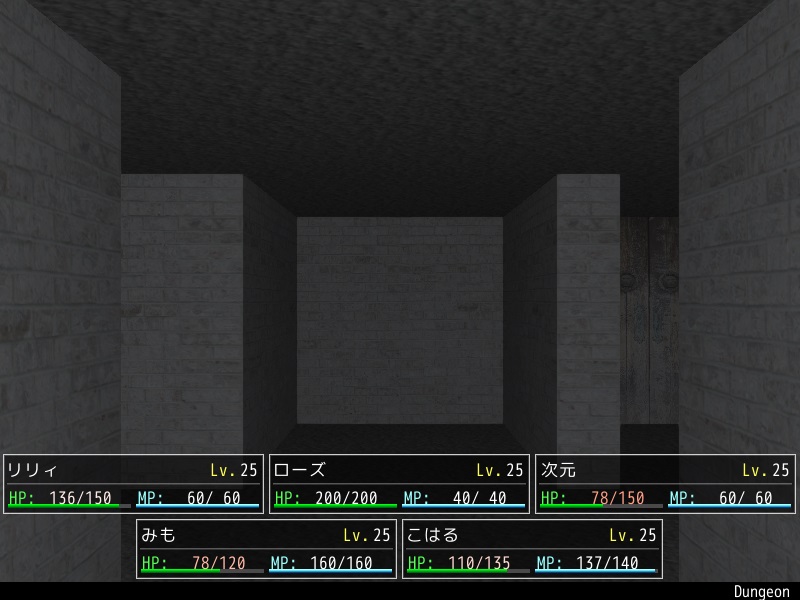 リリィ Lv.25
HP: 136/150 MP: 60/ 60
ローズ Lv.25
HP: 200/200 MP: 40/ 40
次元 Lv.25
HP: 78/150 MP: 60/ 60
みも Lv.25
HP: 78/120 MP: 160/160
こはる Lv.25
HP: 110/135 MP: 137/140
Dungeon